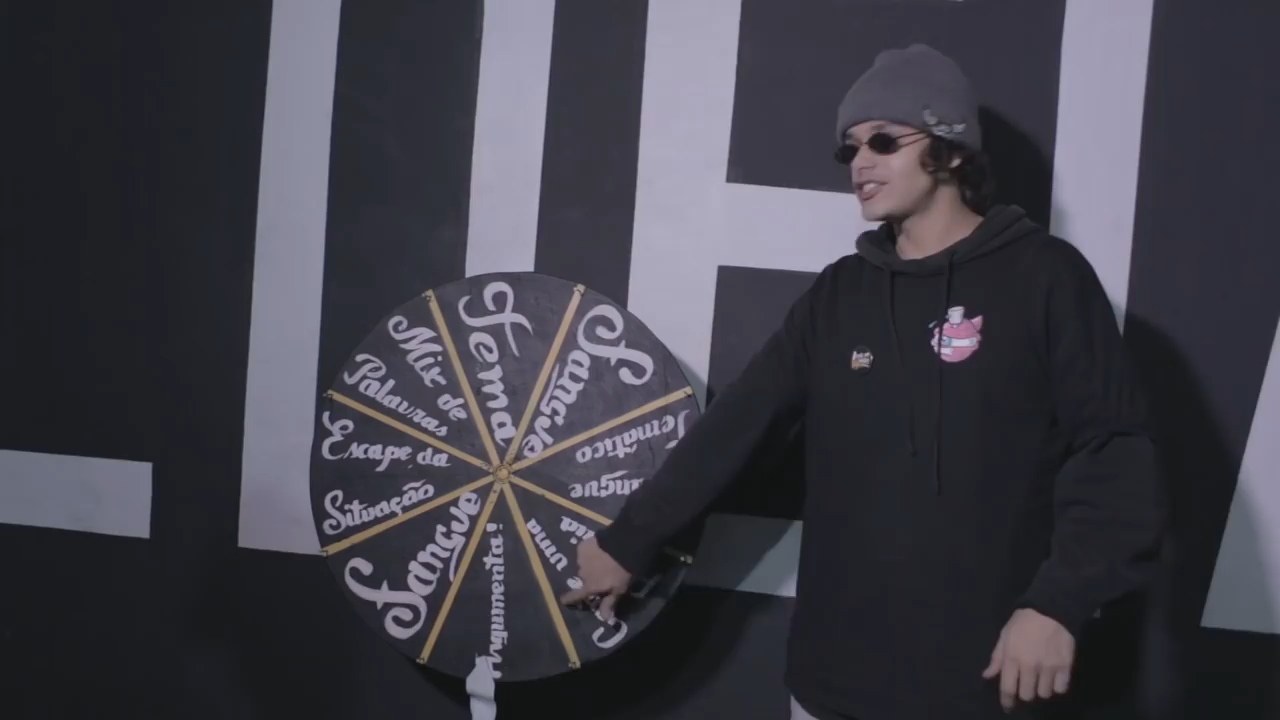 Tema
Sangue
Temático
Sangue
e uma
Argumenta!
Sangue
Escape da
Situação
Mix de
Palavras